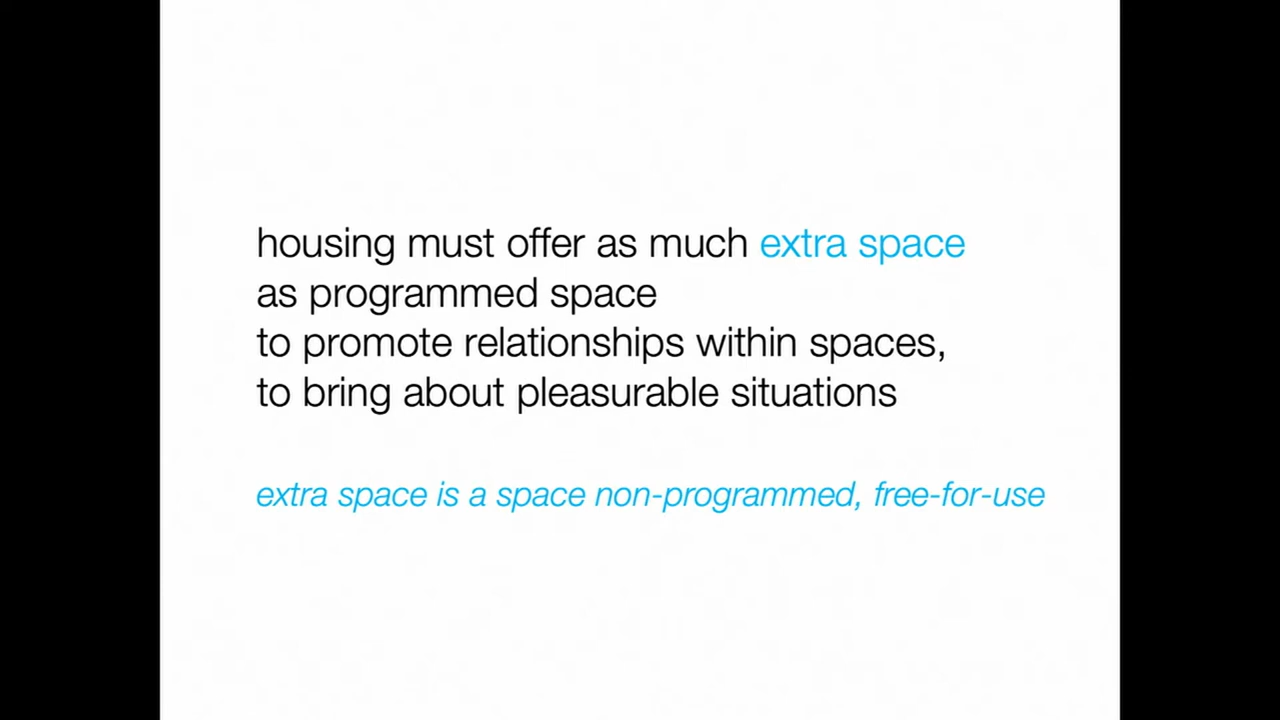 housing must offer as much extra space
as programmed space
to promote relationships within spaces,
to bring about pleasurable situations
extra space is a space non-programmed, free-for-use